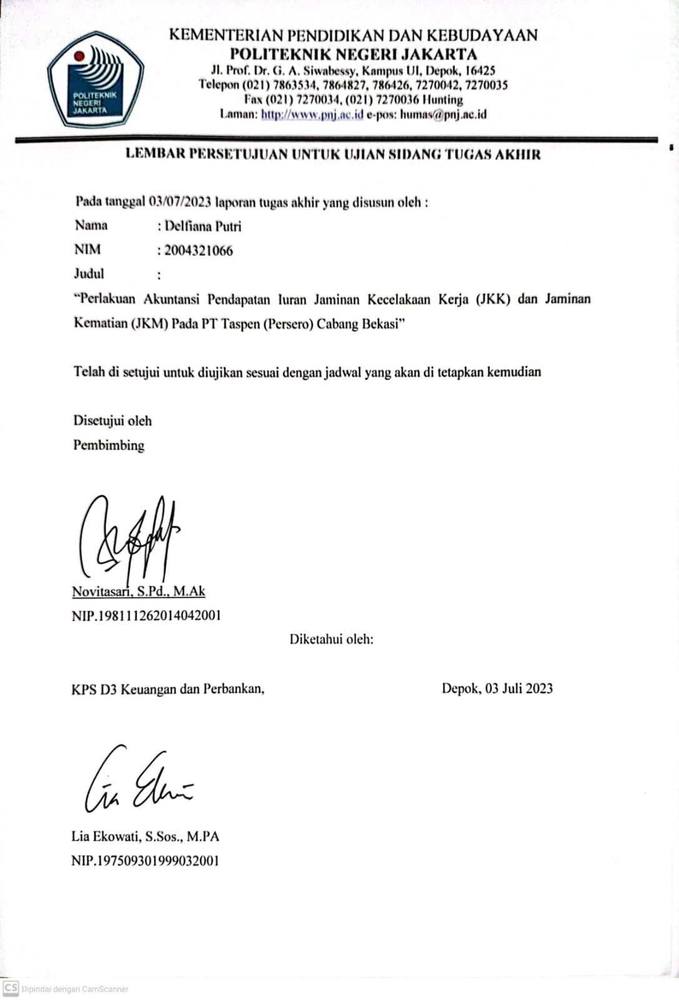 POLITEKNIK
NEGERI
JAKARTA
KEMENTERIAN PENDIDIKAN DAN KEBUDAYAAN
POLITEKNIK NEGERI JAKARTA
Jl. Prof. Dr. G. A. Siwabessy, Kampus UI, Depok, 16425
Telepon (021) 7863534, 7864827, 786426, 7270042, 7270035
Fax (021) 7270034, (021) 7270036 Hunting
Laman: http://www.pnj.ac.id e-pos: humas@pnj.ac.id
LEMBAR PERSETUJUAN UNTUK UJIAN SIDANG TUGAS AKHIR
Pada tanggal 03/07/2023 laporan tugas akhir yang disusun oleh :
Nama : Delfiana Putri
NIM : 2004321066
Judul :
“Perlakuan Akuntansi Pendapatan Iuran Jaminan Kecelakaan Kerja (JKK) dan Jaminan
Kematian (JKM) Pada PT Taspen (Persero) Cabang Bekasi”
Telah di setujui untuk diujikan sesuai dengan jadwal yang akan di tetapkan kemudian
Disetujui oleh
Pembimbing
Novitasari, S.Pd., M.Ak
NIP.198111262014042001
Diketahui oleh:
KPS D3 Keuangan dan Perbankan, Depok, 03 Juli 2023
Lia Ekowati, S.Sos., M.PA
NIP.197509301999032001
CS Dipindai dengan CamScanner